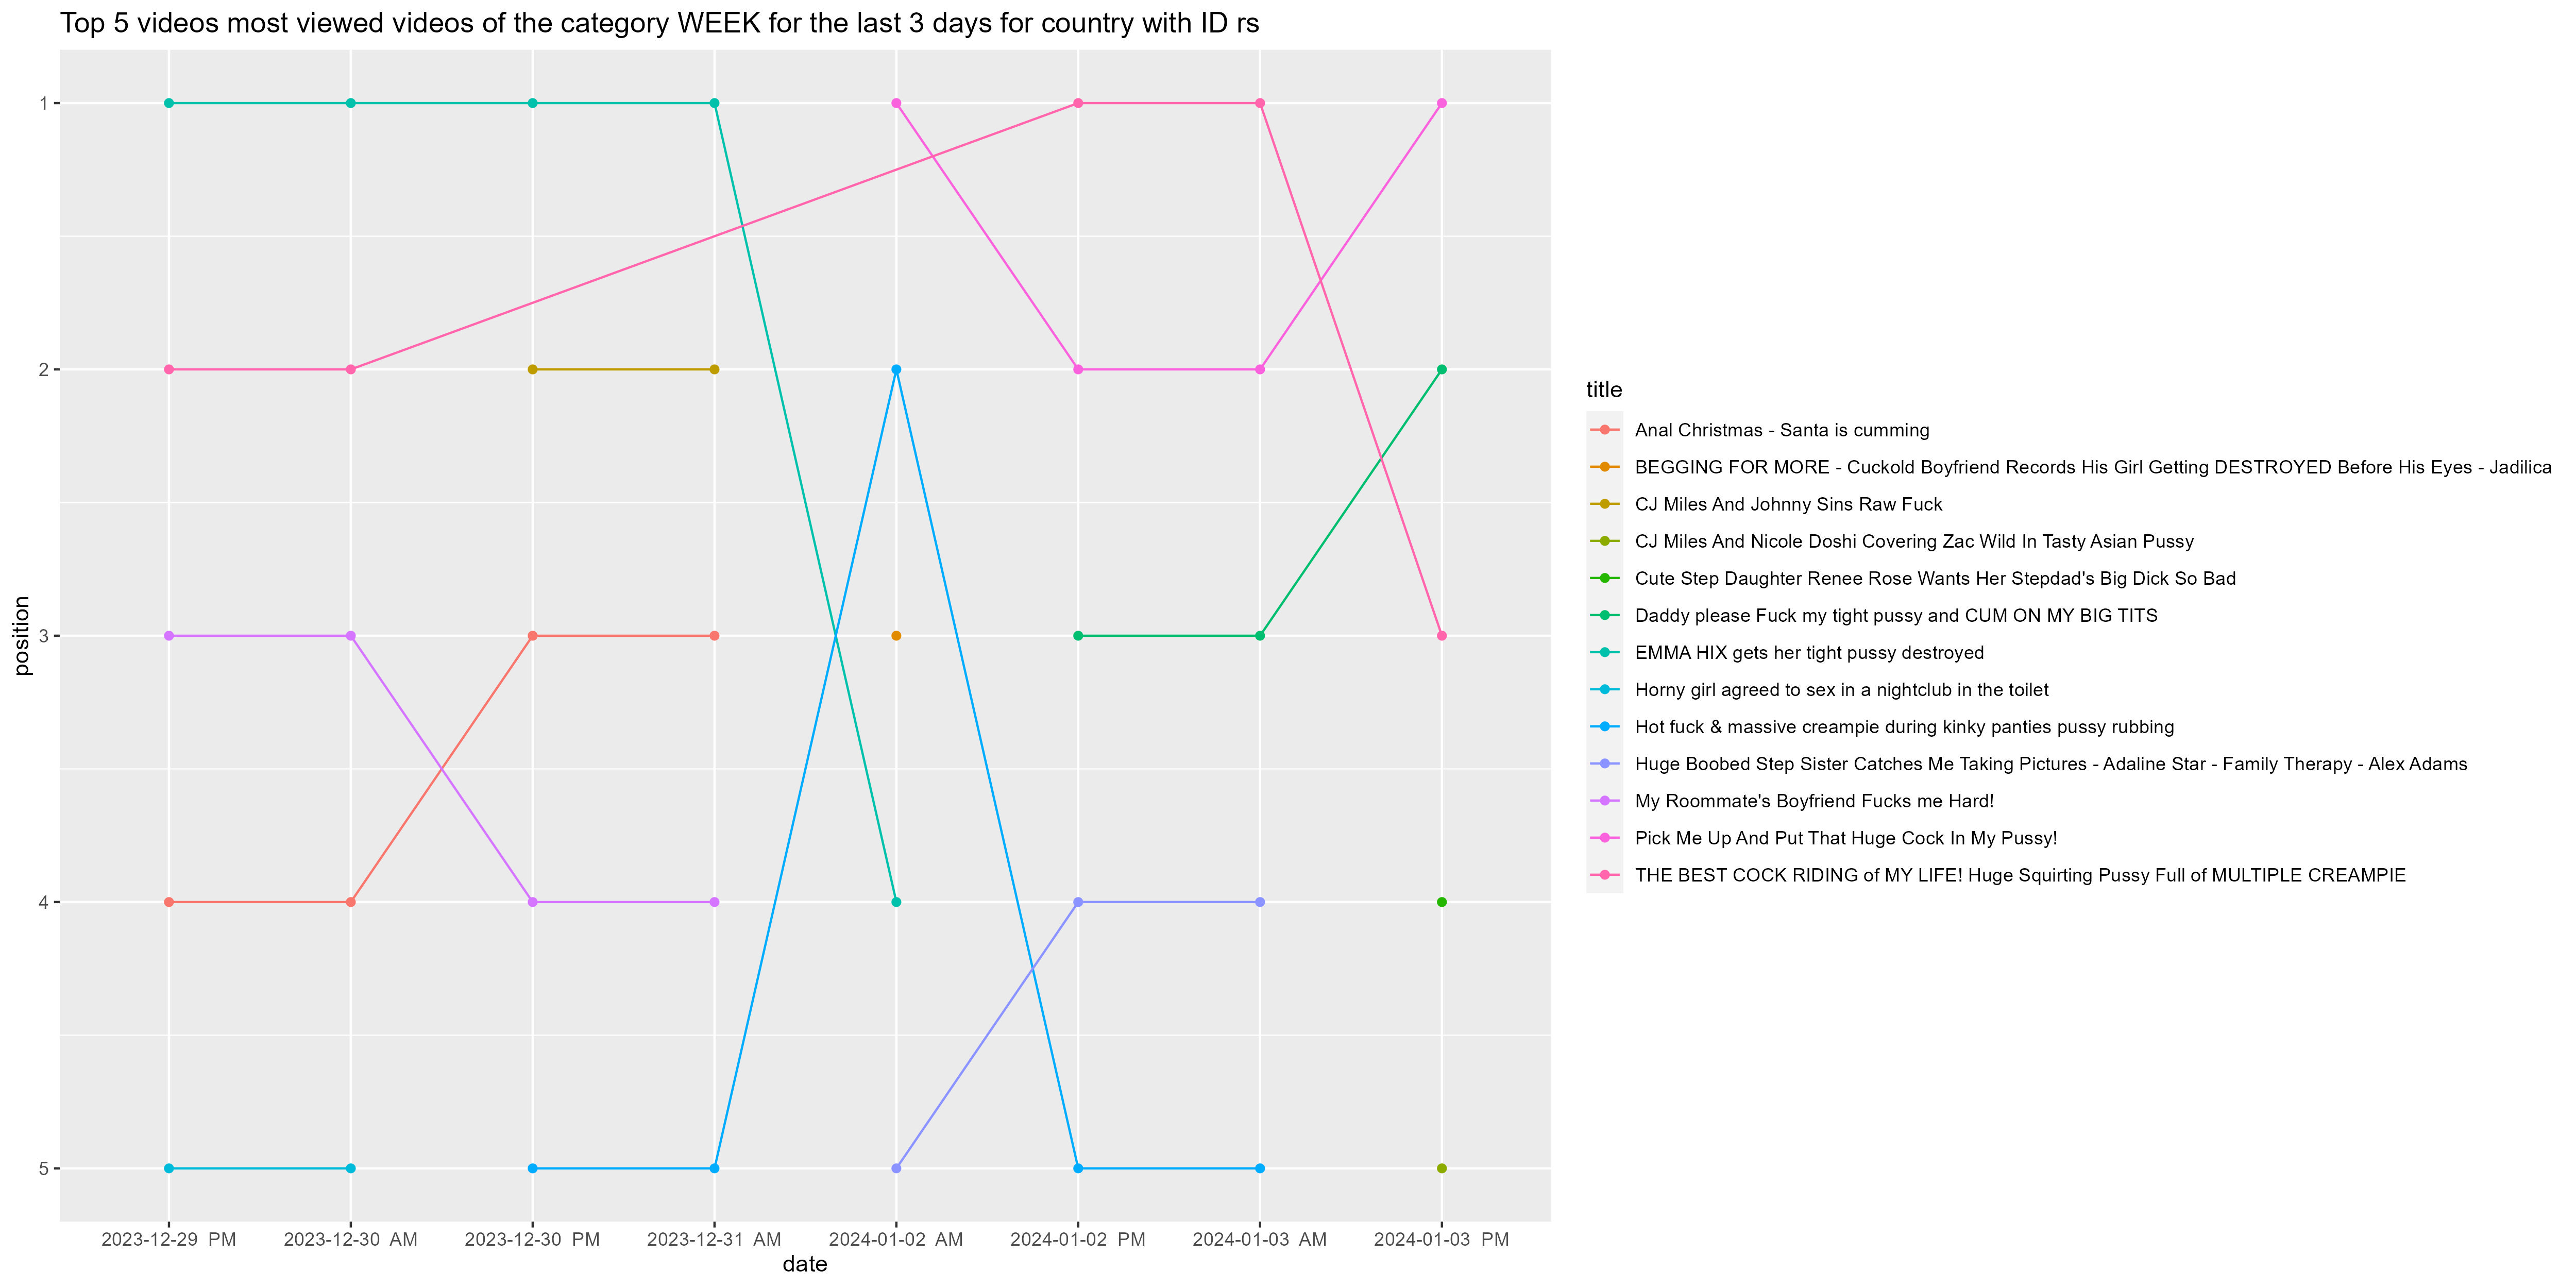 Top 5 videos most viewed videos of the category WEEK for the last 3 days for country with ID rs
position
1
2
3
4
5
2023-12-29 PM
2023-12-30 AM
2023-12-30 PM
2023-12-31 AM
2024-01-02 AM
2024-01-02 PM
2024-01-03 AM
2024-01-03 PM
date
title
Anal Christmas - Santa is cumming
BEGGING FOR MORE - Cuckold Boyfriend Records His Girl Getting DESTROYED Before His Eyes - Jadilica
CJ Miles And Johnny Sins Raw Fuck
CJ Miles And Nicole Doshi Covering Zac Wild In Tasty Asian Pussy
Cute Step Daughter Renee Rose Wants Her Stepdad's Big Dick So Bad
Daddy please Fuck my tight pussy and CUM ON MY BIG TITS
EMMA HIX gets her tight pussy destroyed
Horny girl agreed to sex in a nightclub in the toilet
Hot fuck & massive creampie during kinky panties pussy rubbing
Huge Boobed Step Sister Catches Me Taking Pictures - Adaline Star - Family Therapy - Alex Adams
My Roommate's Boyfriend Fucks me Hard!
Pick Me Up And Put That Huge Cock In My Pussy!
THE BEST COCK RIDING of MY LIFE! Huge Squirting Pussy Full of MULTIPLE CREAMPIE